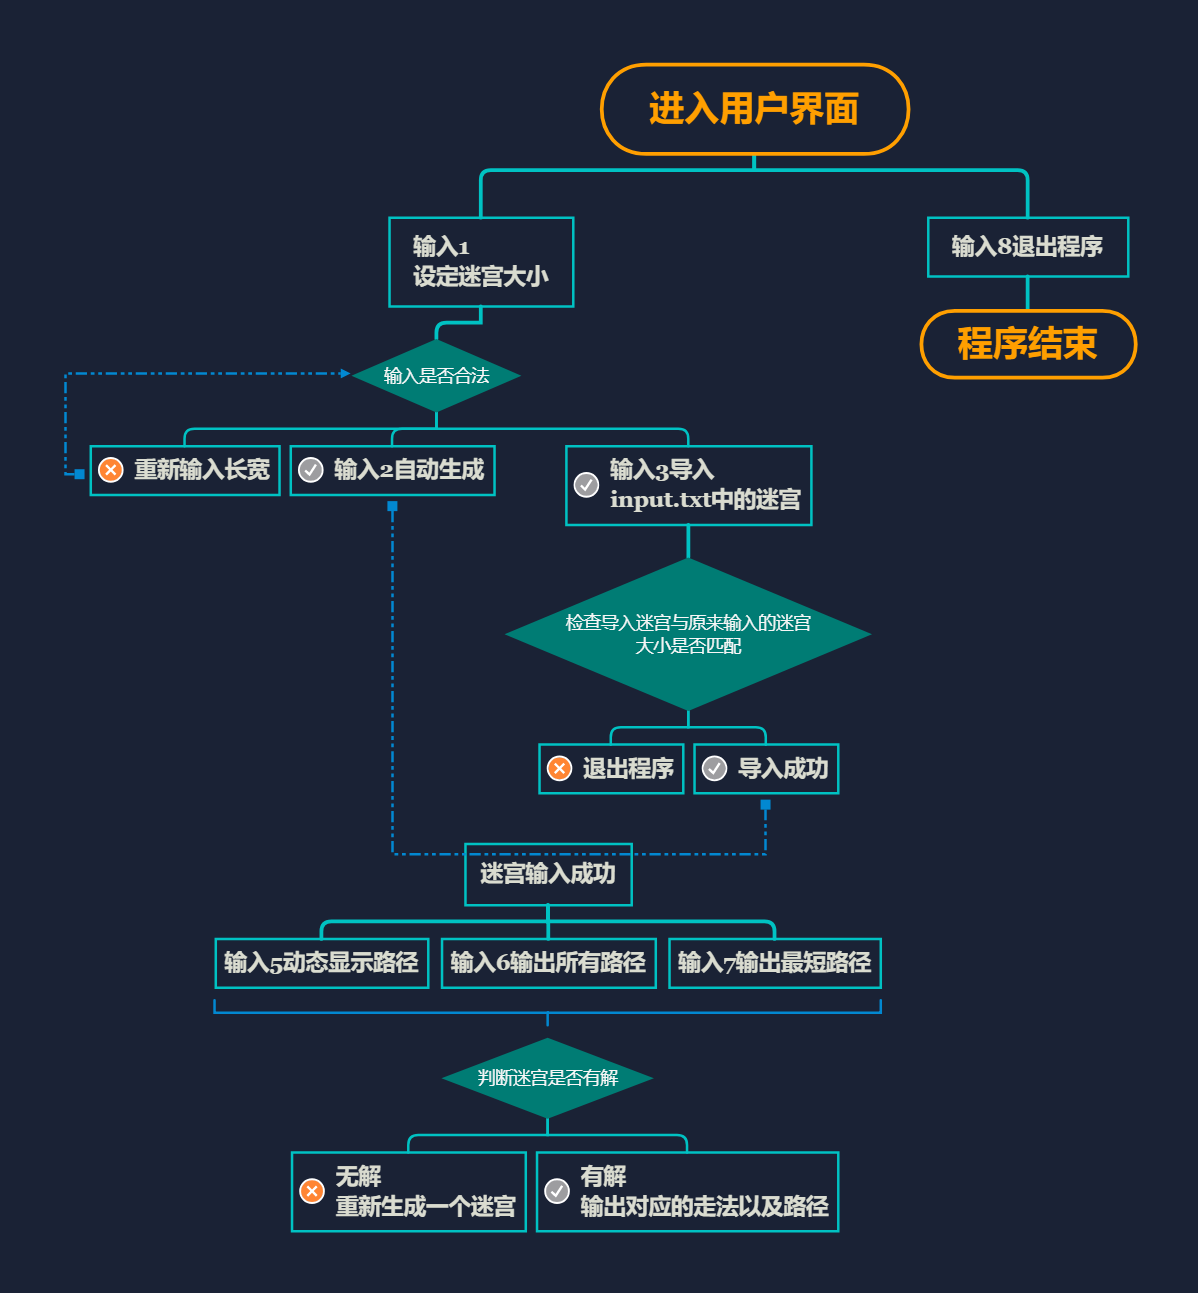 进入用户界面
输入1
设定迷宫大小
输入8退出程序
程序结束
输入是否合法
重新输入长宽
输入2自动生成
输入3导入
input.txt中的迷宫
检查导入迷宫与原来输入的迷宫
大小是否匹配
退出程序
导入成功
迷宫输入成功
输入5动态显示路径
输入6输出所有路径
输入7输出最短路径
判断迷宫是否有解
无解
重新生成一个迷宫
有解
输出对应的走法以及路径